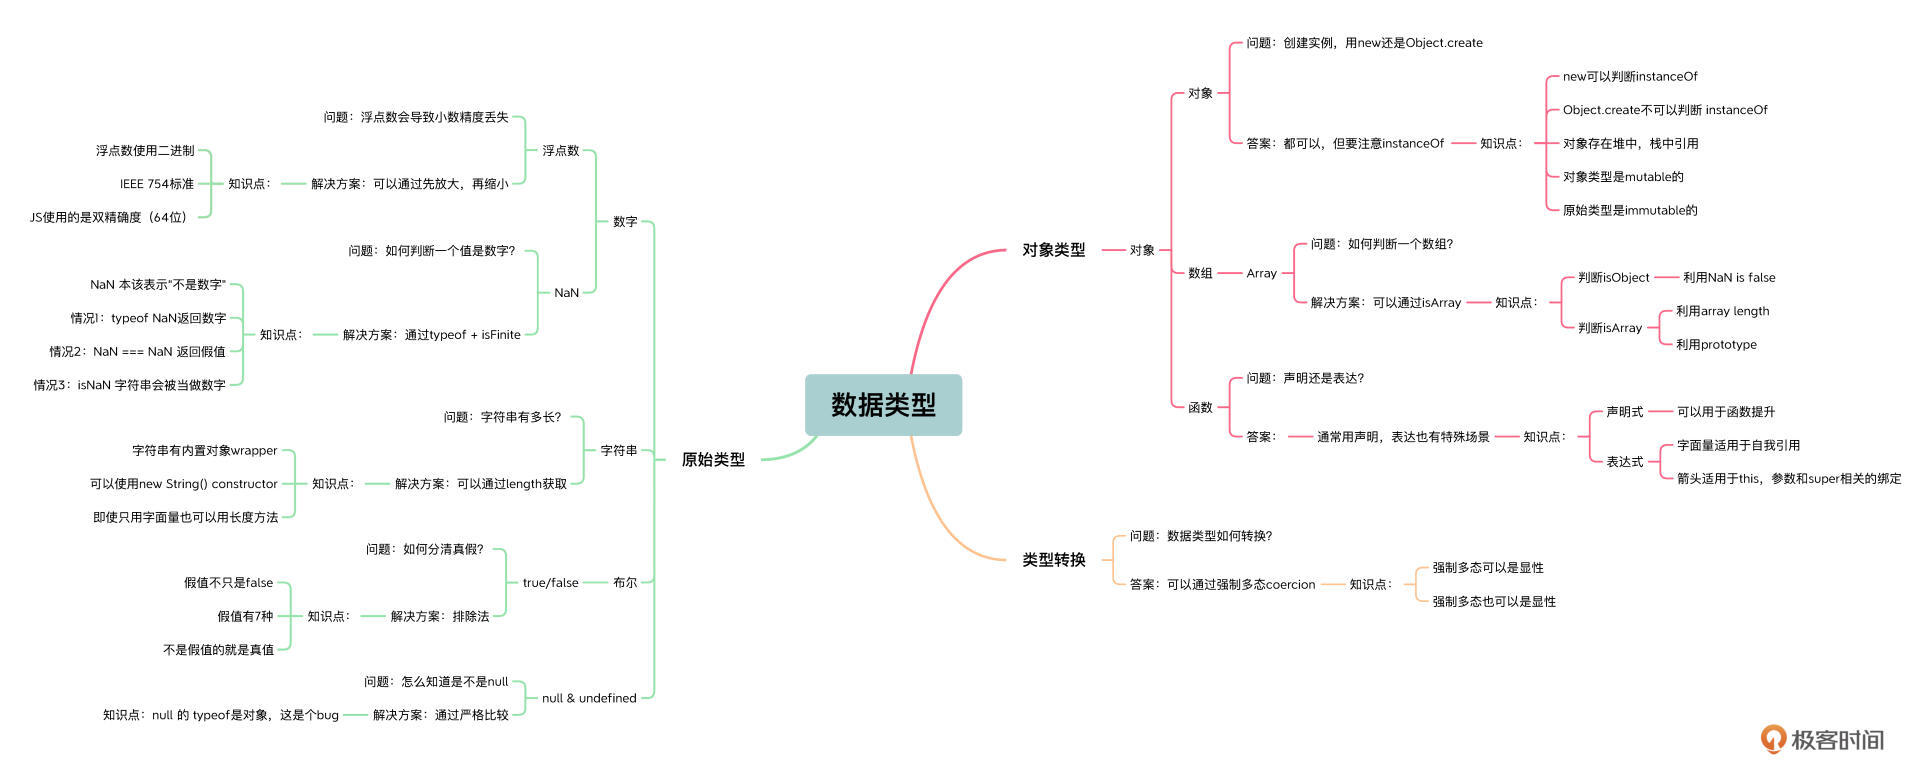 数据类型
原始类型
数字
浮点数
问题：浮点数会导致小数精度丢失
解决方案：可以通过先放大，再缩小
知识点：
浮点数使用二进制
IEEE 754标准
JS使用的是双精确度（64位）
NaN
问题：如何判断一个值是数字？
解决方案：通过typeof + isFinite
知识点：
NaN 本该表示"不是数字"
情况1：typeof NaN返回数字
情况2：NaN === NaN 返回假值
情况3：isNaN 字符串会被当做数字
字符串
问题：字符串有多长？
解决方案：可以通过length获取
知识点：
字符串有内置对象wrapper
可以使用new String() constructor
即使只用字面量也可以用长度方法
布尔
true/false
问题：如何分清真假？
解决方案：排除法
知识点：
假值不只是false
假值有7种
不是假值的就是真值
null & undefined
问题：怎么知道是不是null
解决方案：通过严格比较
知识点：null 的 typeof是对象，这是个bug
对象类型
对象
对象
问题：创建实例，用new还是Object.create
答案：都可以，但要注意instanceOf
知识点：
new可以判断instanceOf
Object.create不可以判断 instanceOf
对象存在堆中，栈中引用
对象类型是mutable的
原始类型是immutable的
数组
Array
问题：如何判断一个数组？
解决方案：可以通过isArray
知识点：
判断isObject
利用NaN is false
判断isArray
利用array length
利用prototype
函数
问题：声明还是表达？
答案：
通常用声明，表达也有特殊场景
知识点：
声明式
可以用于函数提升
表达式
字面量适用于自我引用
箭头适用于this，参数和super相关的绑定
类型转换
问题：数据类型如何转换？
答案：可以通过强制多态coercion
知识点：
强制多态可以是显性
强制多态也可以是显性
极客时间